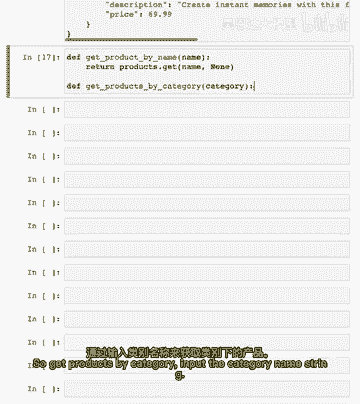 "description": "Create instant memories with this f
"price": 69.99
}
}
In [17]: def get_product_by_name(name):
return products.get(name, None)
def get_products_by_category(category):
In [ ]:
In [ ]:
In [ ]:
In [ ]:
In [ ]:
In [ ]:
In [ ]:
In [ ]:
In [ ]:
In [ ]:
In [ ]:
In [ ]:
In [ ]:
通过输入类别名称来获取类别下的产品。
So get products by category, input the category name strin
g.